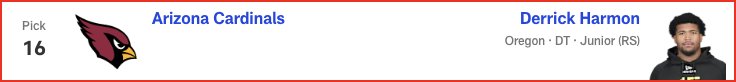 Pick
16
Arizona Cardinals
Derrick Harmon
Oregon · DT · Junior (RS)